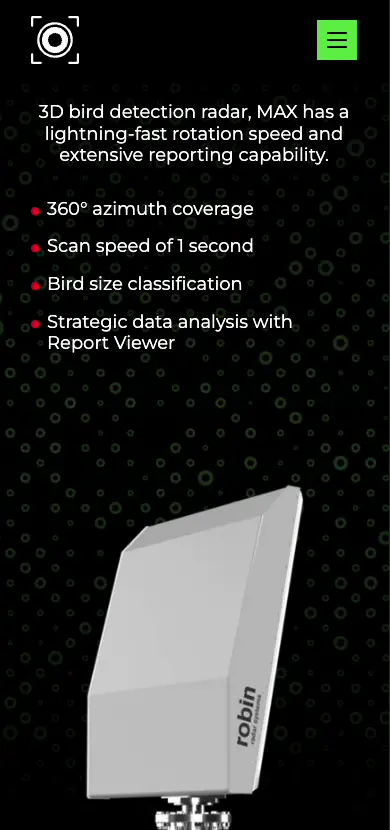 3D bird detection radar, MAX has a
lightning-fast rotation speed and
extensive reporting capability.
360° azimuth coverage
Scan speed of 1 second
Bird size classification
Strategic data analysis with
Report Viewer
robin
radar systems